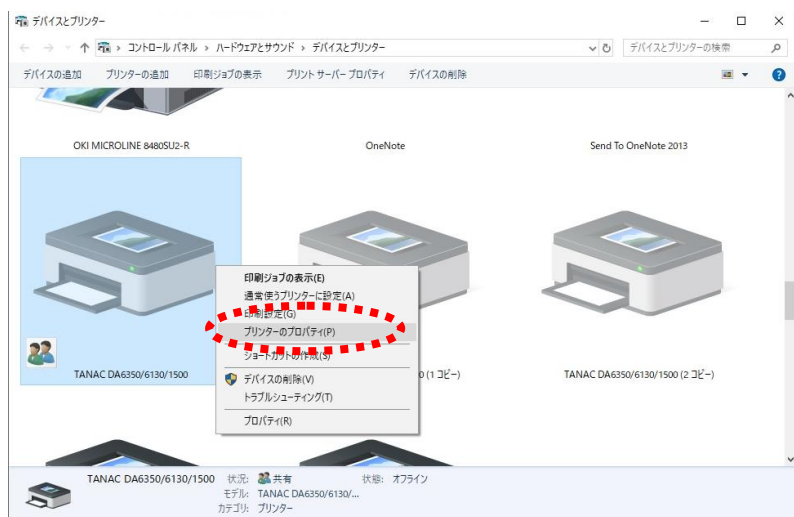 デバイスとプリンター
コントロール パネル › ハードウェアとサウンド › デバイスとプリンター
デバイスとプリンターの検索
デバイスの追加 プリンターの追加 印刷ジョブの表示 プリント サーバー プロパティ デバイスの削除
OKI MICROLINE 8480SU2-R OneNote Send To OneNote 2013
印刷ジョブの表示(E)
通常使うプリンターに設定(A)
印刷設定(G)
プリンターのプロパティ(P)
ショートカットの作成(S)
デバイスの削除(V)
トラブルシューティング(T)
プロパティ(R)
TANAC DA6350/6130/1500 0 (1 コピー) TANAC DA6350/6130/1500 (2 コピー)
TANAC DA6350/6130/1500 状況: 共有 状態: オフライン
モデル: TANAC DA6350/6130/...
カテゴリ: プリンター